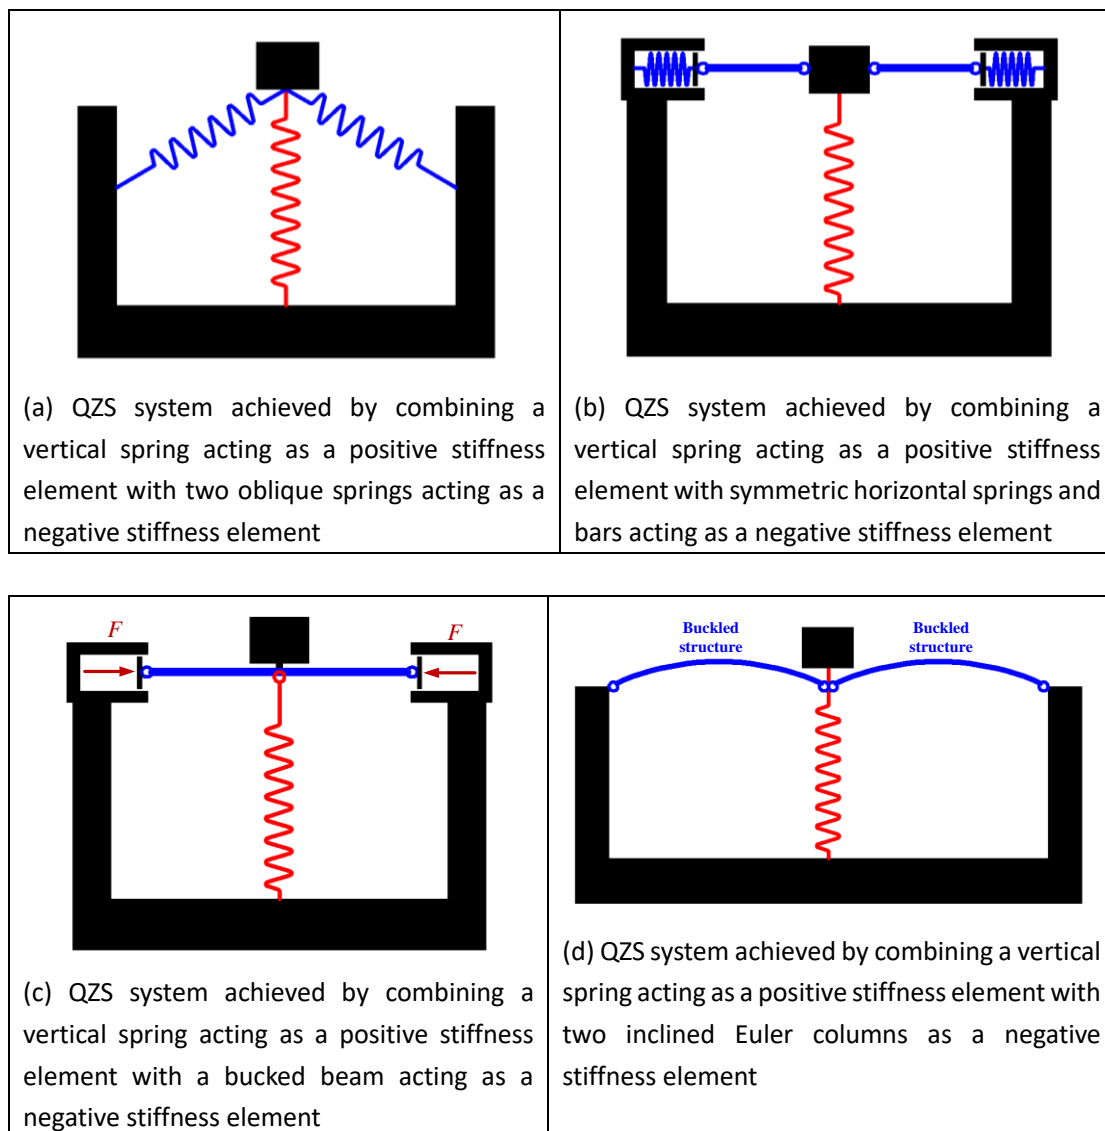 (a) QZS system achieved by combining a
vertical spring acting as a positive stiffness
element with two oblique springs acting as a
negative stiffness element
(b) QZS system achieved by combining a
vertical spring acting as a positive stiffness
element with symmetric horizontal springs and
bars acting as a negative stiffness element
F F
(c) QZS system achieved by combining a
vertical spring acting as a positive stiffness
element with a bucked beam acting as a
negative stiffness element
Buckled Buckled
structure structure
(d) QZS system achieved by combining a vertical
spring acting as a positive stiffness element with
two inclined Euler columns as a negative
stiffness element